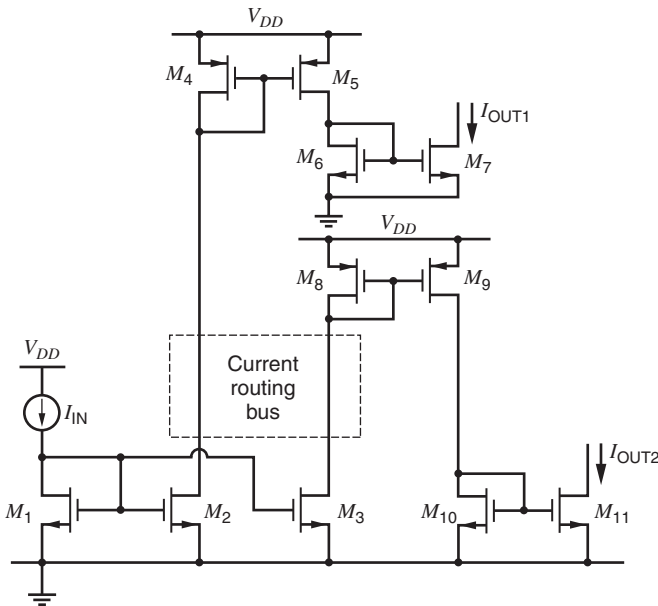 V_DD
M_4
M_5
I_OUT1
M_6
M_7
V_DD
M_8
M_9
Current
routing
bus
V_DD
I_IN
I_OUT2
M_1
M_2
M_3
M_10
M_11